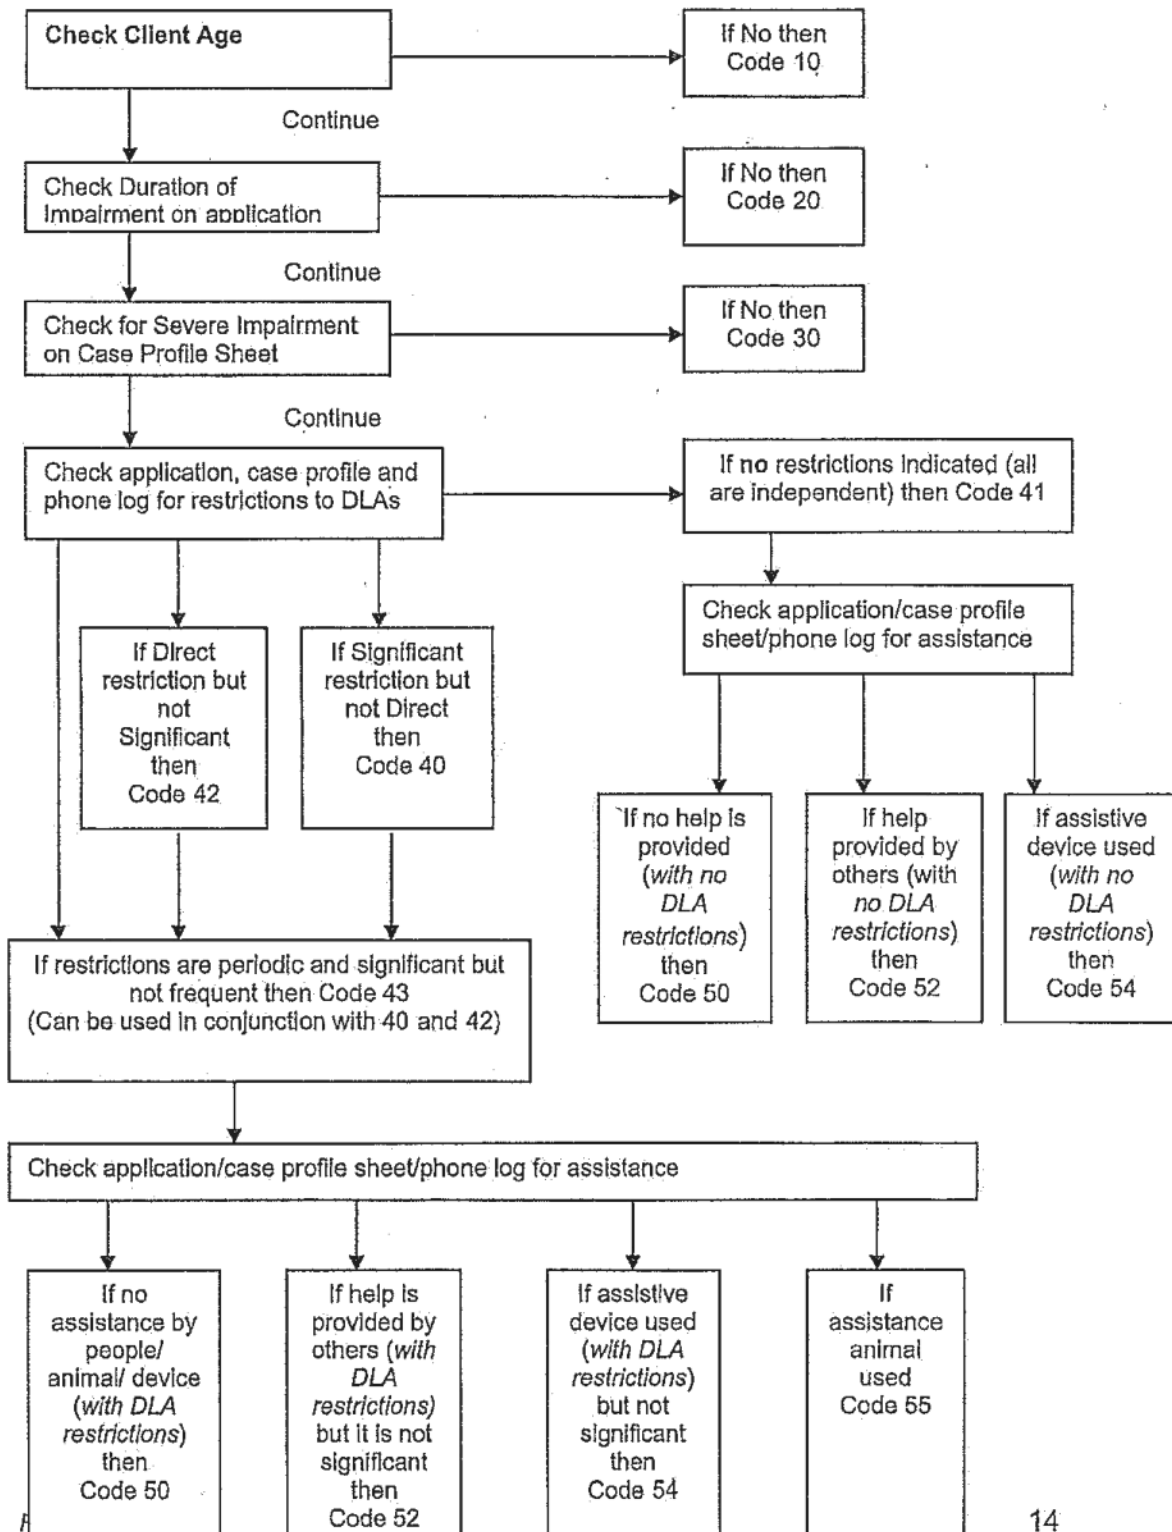 Check Client Age
If No then
Code 10
Continue
Check Duration of
Impairment on application
If No then
Code 20
Continue
Check for Severe Impairment
on Case Profile Sheet
If No then
Code 30
Continue
Check application, case profile and
phone log for restrictions to DLAs
If no restrictions indicated (all
are independent) then Code 41
Check application/case profile
sheet/phone log for assistance
If Direct
restriction but
not
Significant
then
Code 42
If Significant
restriction but
not Direct
then
Code 40
If no help is
provided
(with no
DLA
restrictions)
then
Code 50
If help
provided by
others (with
no DLA
restrictions)
then
Code 52
If assistive
device used
(with no
DLA
restrictions)
then
Code 54
If restrictions are periodic and significant but
not frequent then Code 43
(Can be used in conjunction with 40 and 42)
Check application/case profile sheet/phone log for assistance
If no
assistance by
people/
animal/ device
(with DLA
restrictions)
then
Code 50
If help is
provided by
others (with
DLA
restrictions)
but it is not
significant
then
Code 52
If assistive
device used
(with DLA
restrictions)
but not
significant
then
Code 54
If
assistance
animal
used
Code 55
14